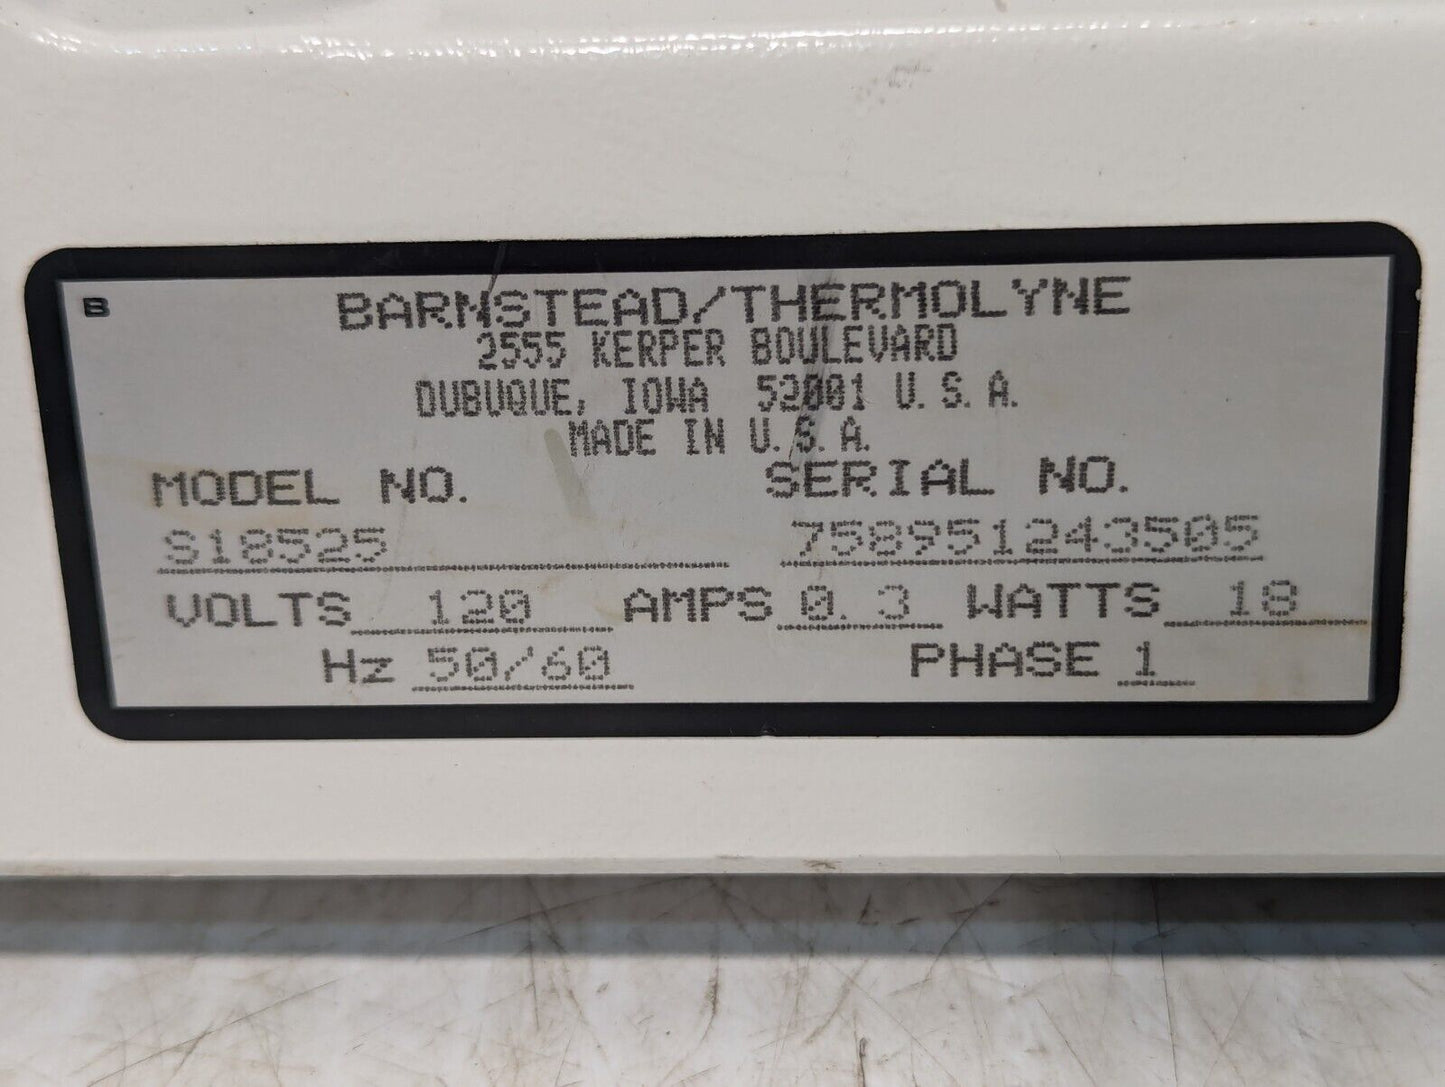 B
BARNSTEAD/THERMOLYNE
2555 KERPER BOULEVARD
DUBUQUE, IOWA 52001 U.S.A.
MADE IN U.S.A.
MODEL NO. SERIAL NO.
S18525 758951243505
VOLTS 120 AMPS 0.3 WATTS 18
Hz 50/60 PHASE 1